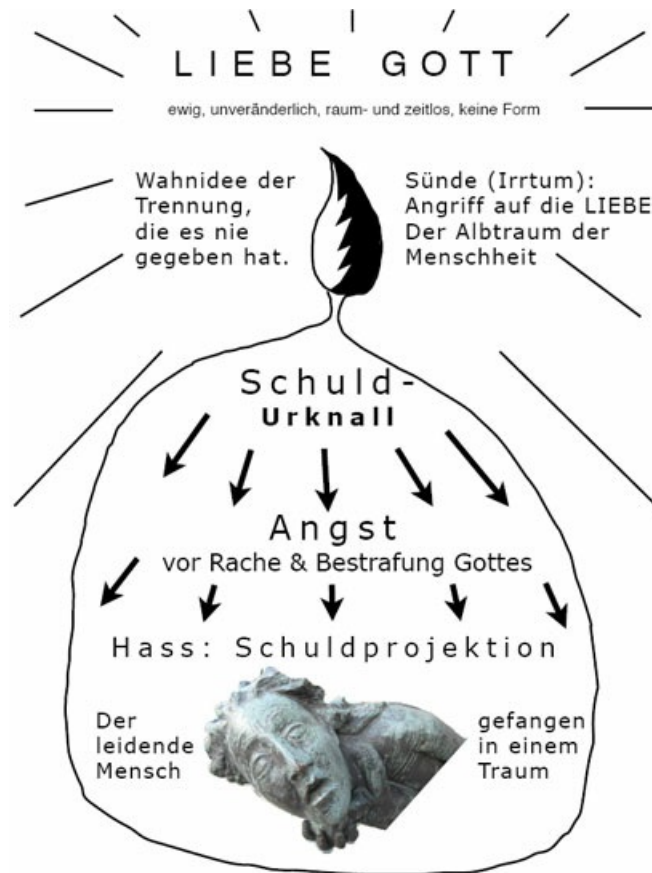 LIEBE GOTT
ewig, unveränderlich, raum- und zeitlos, keine Form
Wahnidee der
Trennung,
die es nie
gegeben hat.
Sünde (Irrtum):
Angriff auf die LIEBE
Der Albtraum der
Menschheit
Schuld-
Urknall
Angst
vor Rache & Bestrafung Gottes
Hass: Schuldprojektion
Der
leidende
Mensch
gefangen
in einem
Traum